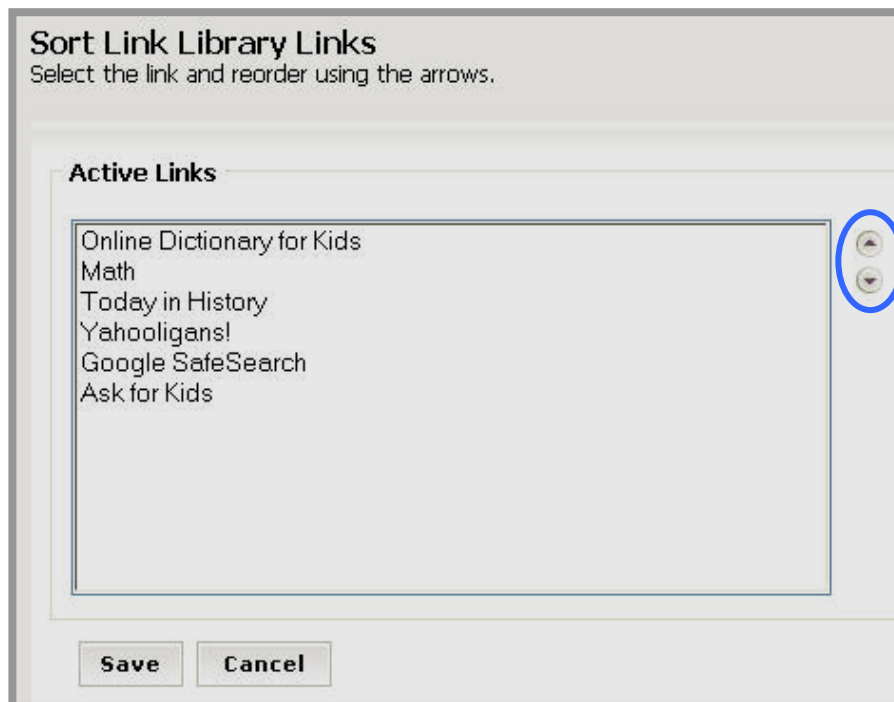 Sort Link Library Links
Select the link and reorder using the arrows.
Active Links
Online Dictionary for Kids
Math
Today in History
Yahooligans!
Google SafeSearch
Ask for Kids
Save
Cancel